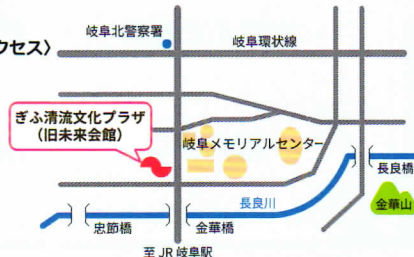 クセス〉
岐阜北警察署
岐阜環状線
ぎふ清流文化プラザ
(旧未来会館)
岐阜メモリアルセンター
長良橋
長良川
金華山
忠節橋
金華橋
至 JR 岐阜駅